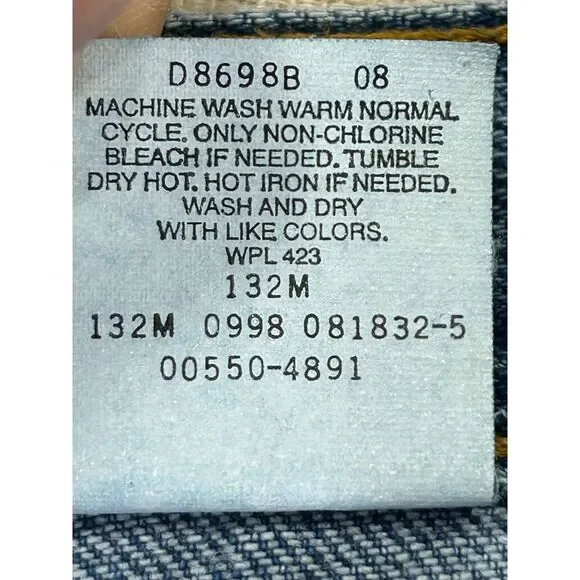 D8698B 08
MACHINE WASH WARM NORMAL
CYCLE. ONLY NON-CHLORINE
BLEACH IF NEEDED. TUMBLE
DRY HOT. HOT IRON IF NEEDED.
WASH AND DRY
WITH LIKE COLORS.
WPL 423
132M
132M 0998 081832-5
00550-4891